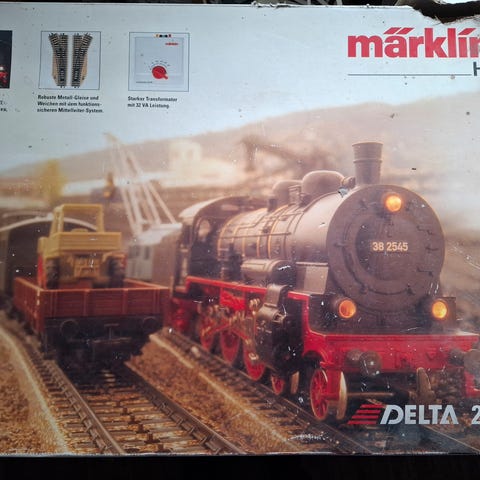 märklin
H
Robuste Metall-Gleise und
Weichen mit dem funktions-
sicheren Mittelleiter-System.
Starker Transformator
mit 32 VA Leistung.
38 2545
DELTA 2